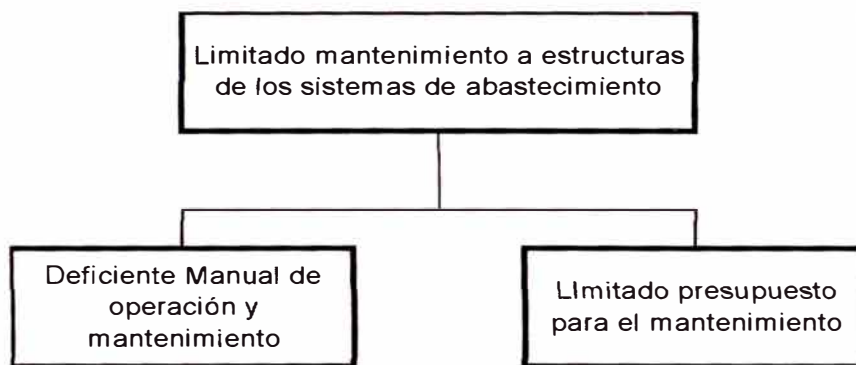 Limitado mantenimiento a estructuras
de los sistemas de abastecimiento
Deficiente Manual de
operación y
mantenimiento
LImitado presupuesto
para el mantenimiento